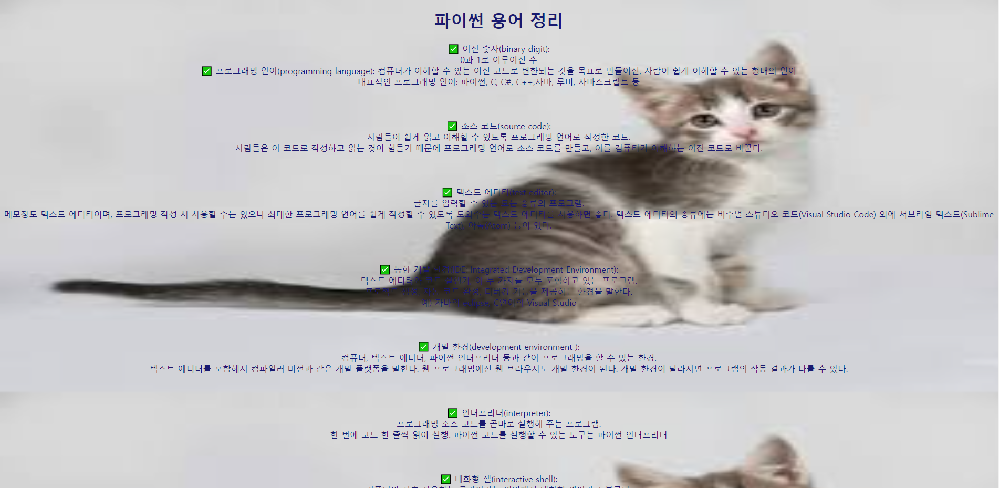 파이썬 용어 정리
✅ 이진 숫자(binary digit):
0과 1로 이루어진 수
✅ 프로그래밍 언어(programming language): 컴퓨터가 이해할 수 있는 이진 코드로 변환되는 것을 목표로 만들어진, 사람이 쉽게 이해할 수 있는 형태의 언어
대표적인 프로그래밍 언어: 파이썬, C, C#, C++,자바, 루비, 자바스크립트 등
✅ 소스 코드(source code):
사람들이 쉽게 읽고 이해할 수 있도록 프로그래밍 언어로 작성한 코드.
사람들은 이 코드로 작성하고 읽는 것이 힘들기 때문에 프로그래밍 언어로 소스 코드를 만들고, 이를 컴퓨터가 이해하는 이진 코드로 바꾼다.
✅ 텍스트 에디터(text editor):
글자를 입력할 수 있는 모든 종류의 프로그램.
메모장도 텍스트 에디터이며, 프로그래밍 작성 시 사용할 수는 있으나 최대한 프로그래밍 언어를 쉽게 작성할 수 있도록 도와주는 텍스트 에디터를 사용하면 좋다. 텍스트 에디터의 종류에는 비주얼 스튜디오 코드(Visual Studio Code) 외에 서브라임 텍스트(Sublime
Text), 아톰(Atom) 등이 있다.
✅ 통합 개발 환경(IDE: Integrated Development Environment):
텍스트 에디터와 코드 실행기, 이 두 가지를 모두 포함하고 있는 프로그램.
프로젝트 생성, 자동 코드 완성, 디버깅 기능을 제공하는 환경을 말한다.
예) 자바의 eclipse, C언어의 Visual Studio
✅ 개발 환경(development environment ):
컴퓨터, 텍스트 에디터, 파이썬 인터프리터 등과 같이 프로그래밍을 할 수 있는 환경.
텍스트 에디터를 포함해서 컴파일러 버전과 같은 개발 플랫폼을 말한다. 웹 프로그래밍에선 웹 브라우저도 개발 환경이 된다. 개발 환경이 달라지면 프로그램의 작동 결과가 다를 수 있다.
✅ 인터프리터(interpreter):
프로그래밍 소스 코드를 곧바로 실행해 주는 프로그램.
한 번에 코드 한 줄씩 읽어 실행. 파이썬 코드를 실행할 수 있는 도구는 파이썬 인터프리터
✅ 대화형 셸(interactive shell):